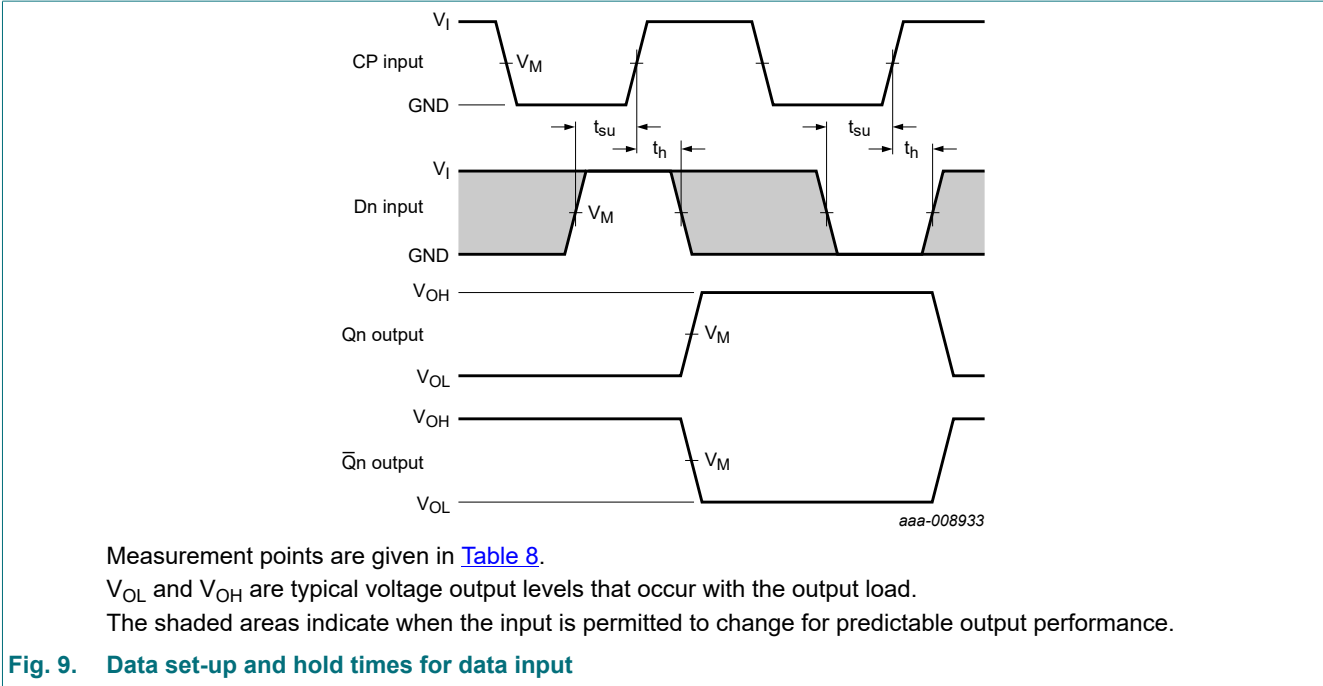 V_I
CP input
V_M
GND
t_su
t_su
t_h
t_h
V_I
Dn input
V_M
GND
V_OH
Qn output
V_M
V_OL
V_OH
Q̅n output
V_M
V_OL
aaa-008933
Measurement points are given in Table 8.
V_OL and V_OH are typical voltage output levels that occur with the output load.
The shaded areas indicate when the input is permitted to change for predictable output performance.
Fig. 9. Data set-up and hold times for data input